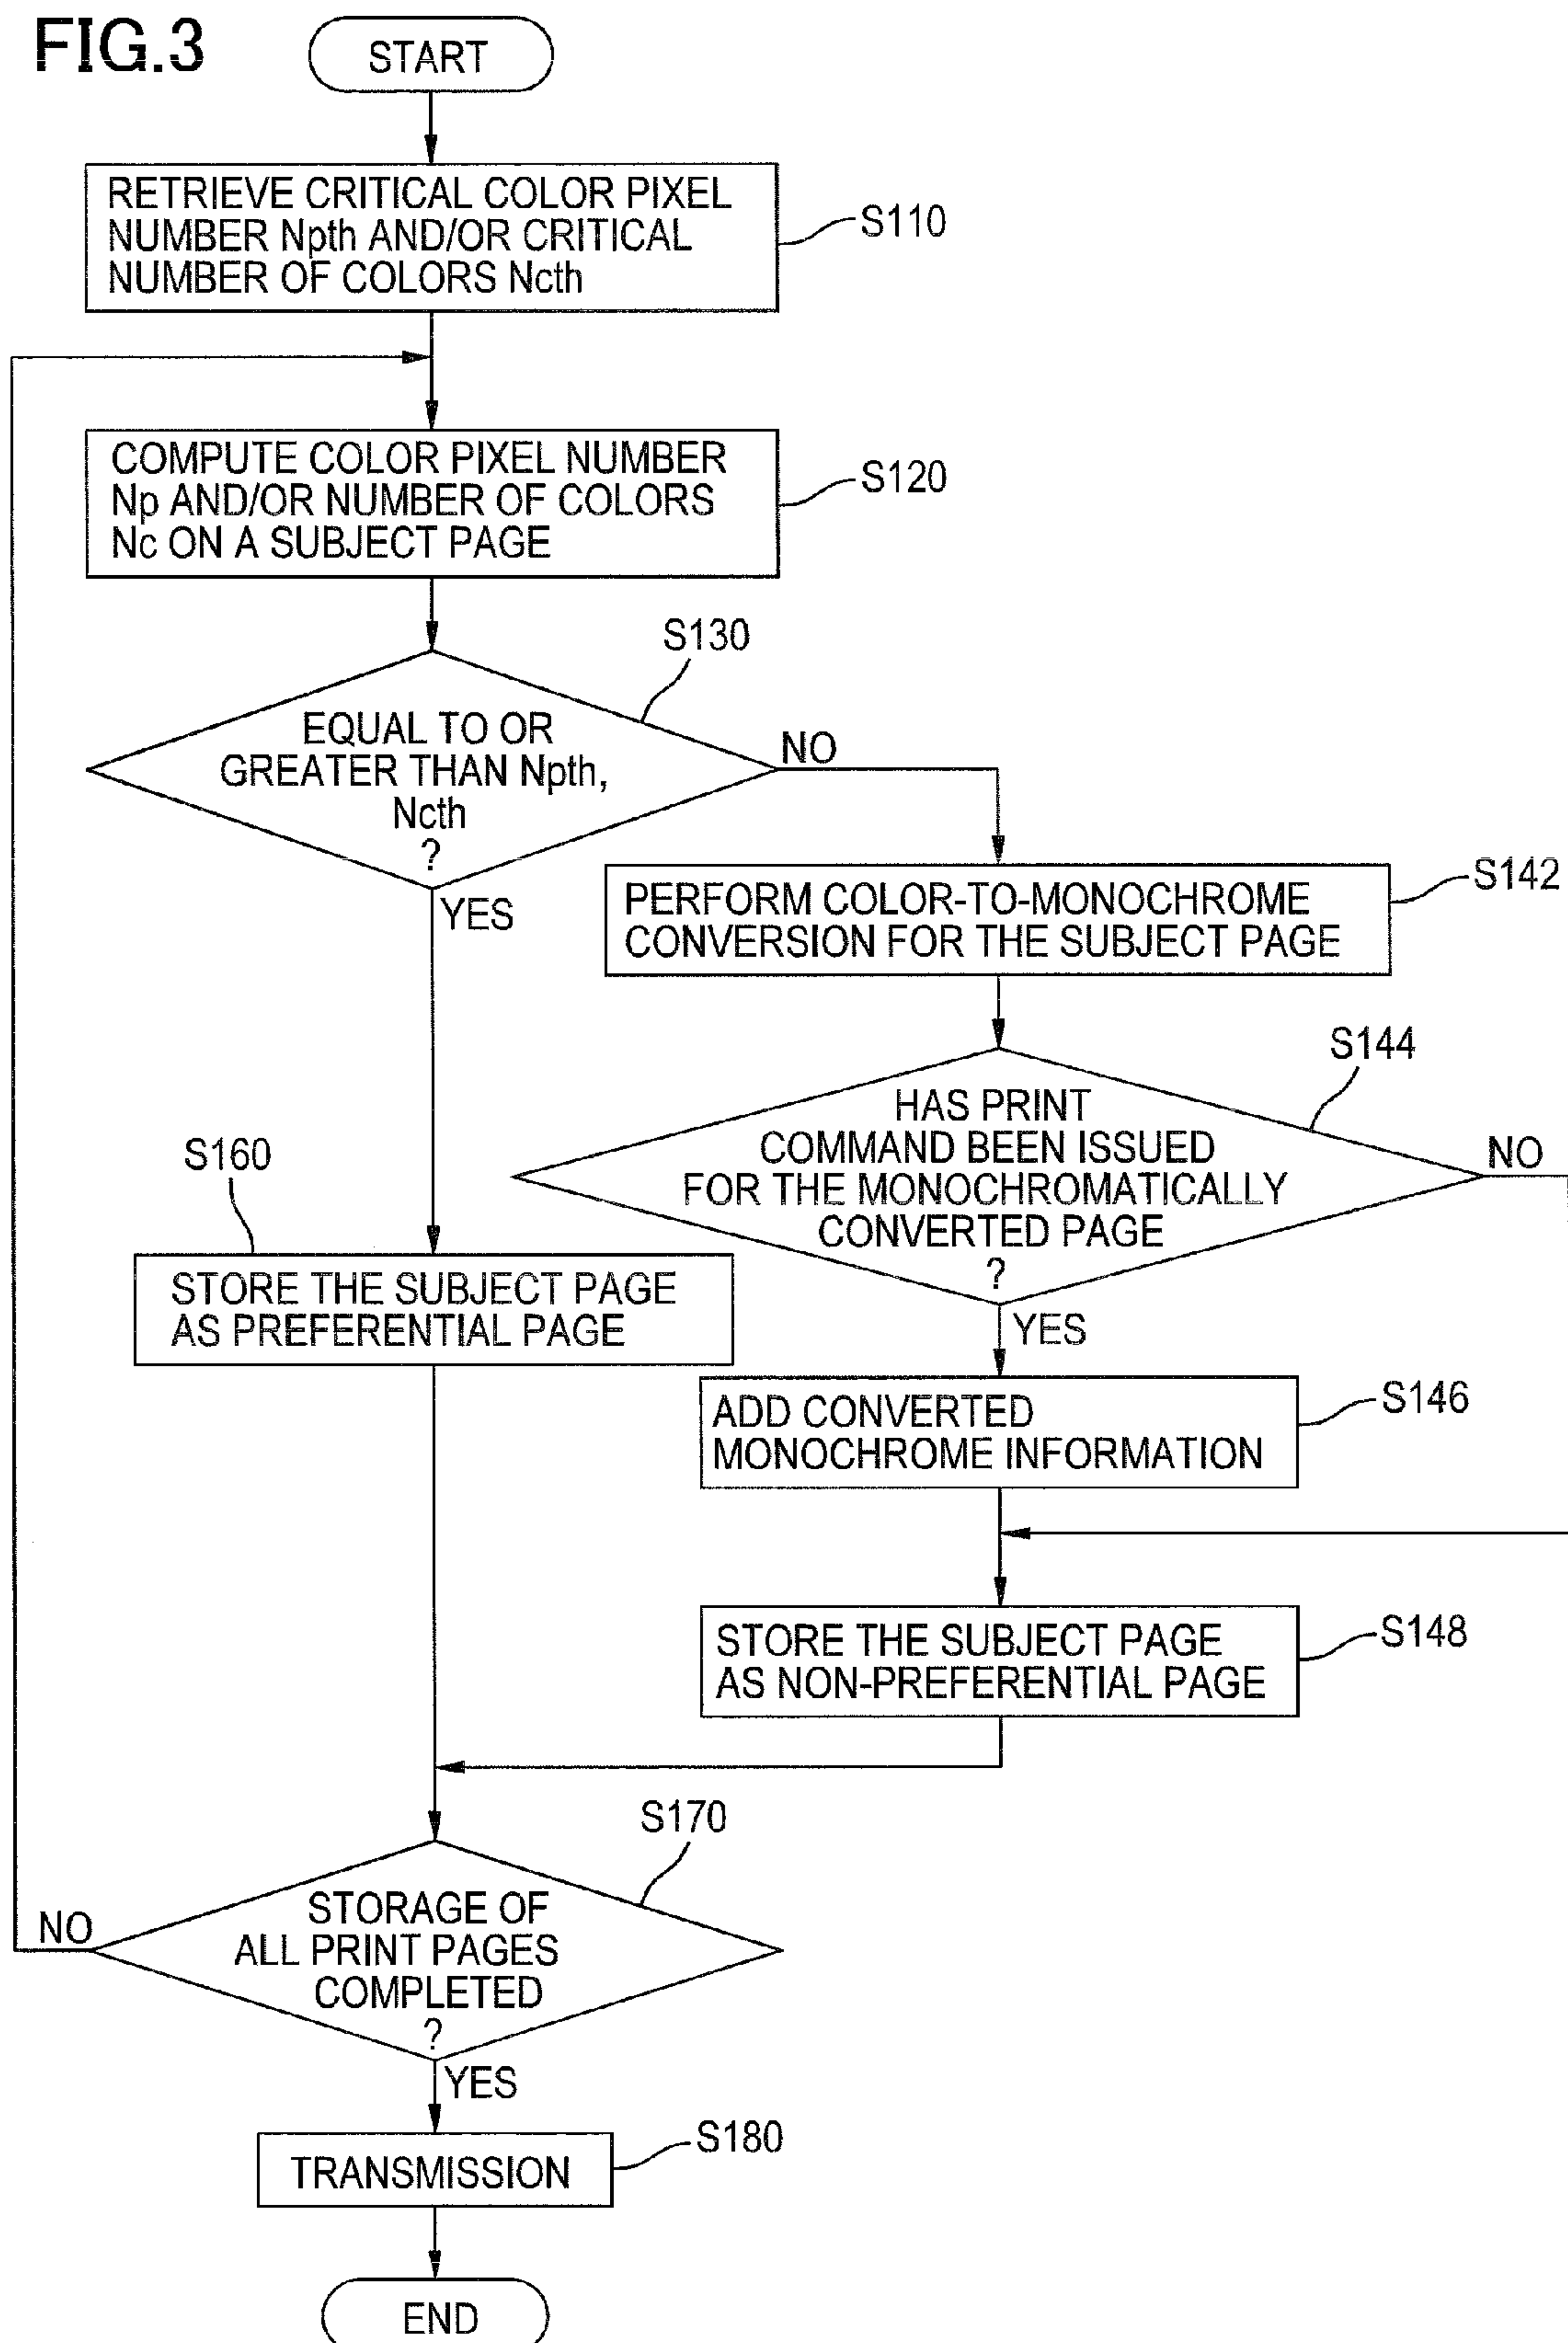 FIG.3
START
RETRIEVE CRITICAL COLOR PIXEL
NUMBER Npth AND/OR CRITICAL
NUMBER OF COLORS Ncth
S110
COMPUTE COLOR PIXEL NUMBER
Np AND/OR NUMBER OF COLORS
Nc ON A SUBJECT PAGE
S120
S130
EQUAL TO OR
GREATER THAN Npth,
Ncth
?
NO
YES
PERFORM COLOR-TO-MONOCHROME
CONVERSION FOR THE SUBJECT PAGE
S142
S144
HAS PRINT
COMMAND BEEN ISSUED
FOR THE MONOCHROMATICALLY
CONVERTED PAGE
?
NO
YES
S160
STORE THE SUBJECT PAGE
AS PREFERENTIAL PAGE
ADD CONVERTED
MONOCHROME INFORMATION
S146
STORE THE SUBJECT PAGE
AS NON-PREFERENTIAL PAGE
S148
S170
STORAGE OF
ALL PRINT PAGES
COMPLETED
?
NO
YES
TRANSMISSION
S180
END